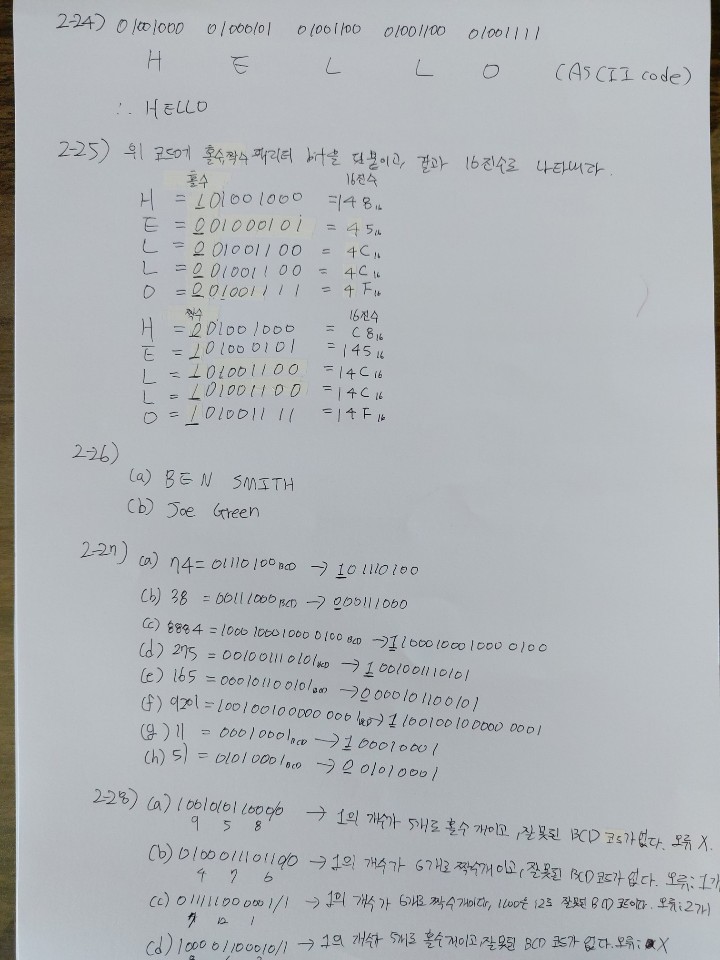 2-24) 01001000 01000101 01001100 01001100 01001111
H E L L O (ASCII code)
∴ HELLO
2-25) 위 코드에 홀수,짝수 패리티 bit을 덧붙이고, 결과 16진수로 나타내라.
홀수 16진수
H = 101001000 = 148₁₆
E = 001000101 = 45₁₆
L = 001001100 = 4C₁₆
L = 001001100 = 4C₁₆
O = 001001111 = 4F₁₆
짝수 16진수
H = 001001000 = C8₁₆
E = 101000101 = 145₁₆
L = 101001100 = 14C₁₆
L = 101001100 = 14C₁₆
O = 101001111 = 14F₁₆
2-26)
(a) BEN SMITH
(b) Joe Green
2-27) (a) 74 = 01110100 BCD → 101110100
(b) 38 = 00111000 BCD → 000111000
(c) 8884 = 1000 1000 1000 0100 BCD → 11000100010000100
(d) 275 = 001001110101 BCD → 1001001110101
(e) 165 = 000101100101 BCD → 0000101100101
(f) 9201 = 1001001000000001 BCD → 11001001000000001
(g) 11 = 00010001 BCD → 100010001
(h) 51 = 01010001 BCD → 001010001
2-28) (a) 1001010110000 → 1의 개수가 5개로 홀수개이고, 잘못된 BCD 코드가 없다. 오류 X.
9 5 8
(b) 0100011101100 → 1의 개수가 6개로 짝수개이고, 잘못된 BCD 코드가 없다. 오류: 1개
4 7 6
(c) 0111110000011 → 1의 개수가 6개로 짝수개이다, 1100은 12로 잘못된 BCD 코드이다. 오류: 2개
7 12 1
(d) 1000011000101 → 1의 개수가 5개로 홀수개이고, 잘못된 BCD 코드가 없다. 오류: X